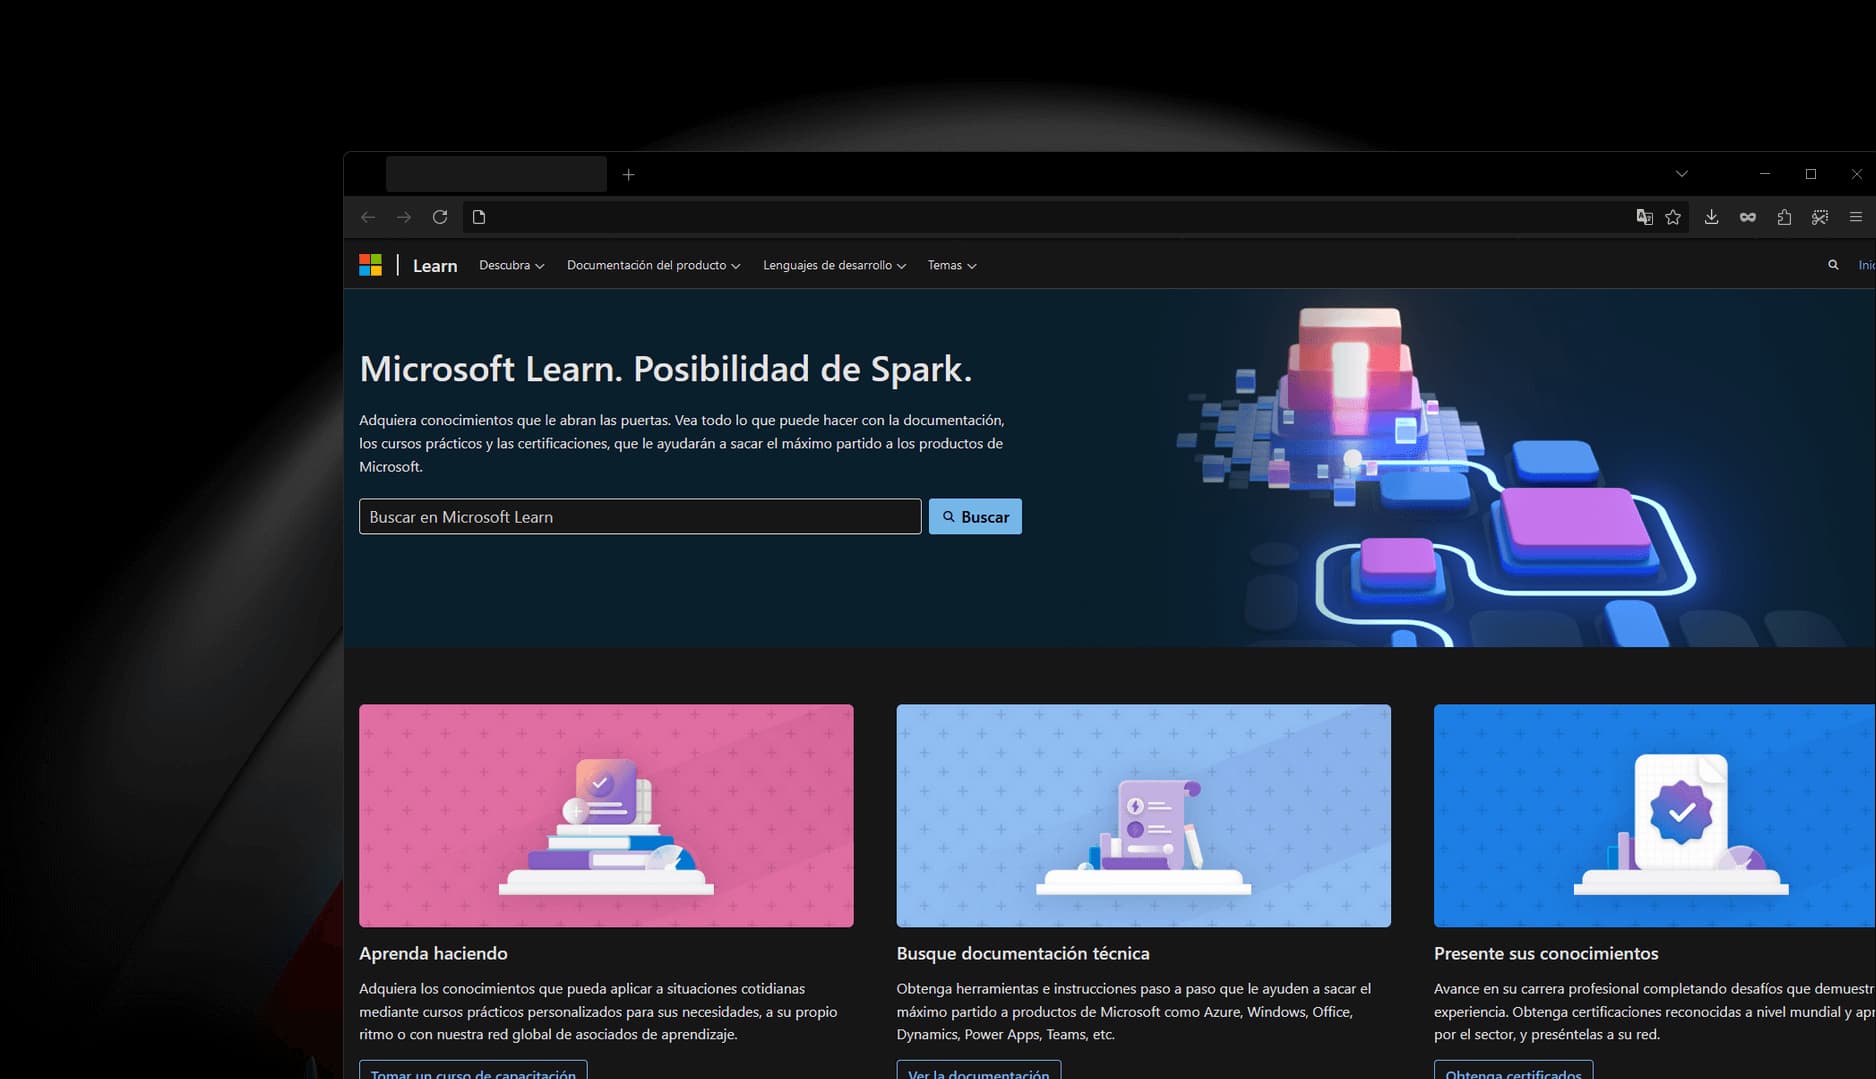 Learn
Descubra
Documentación del producto
Lenguajes de desarrollo
Temas
Microsoft Learn. Posibilidad de Spark.
Adquiera conocimientos que le abran las puertas. Vea todo lo que puede hacer con la documentación,
los cursos prácticos y las certificaciones, que le ayudarán a sacar el máximo partido a los productos de
Microsoft.
Buscar en Microsoft Learn
Buscar
Aprenda haciendo
Adquiera los conocimientos que pueda aplicar a situaciones cotidianas
mediante cursos prácticos personalizados para sus necesidades, a su propio
ritmo o con nuestra red global de asociados de aprendizaje.
Tomar un curso de capacitación
Busque documentación técnica
Obtenga herramientas e instrucciones paso a paso que le ayuden a sacar el
máximo partido a productos de Microsoft como Azure, Windows, Office,
Dynamics, Power Apps, Teams, etc.
Ver la documentación
Presente sus conocimientos
Avance en su carrera profesional completando desafíos que
experiencia. Obtenga certificaciones reconocidas a nivel mundial y
por el sector, y preséntelas a su red.
Obtenga certificados